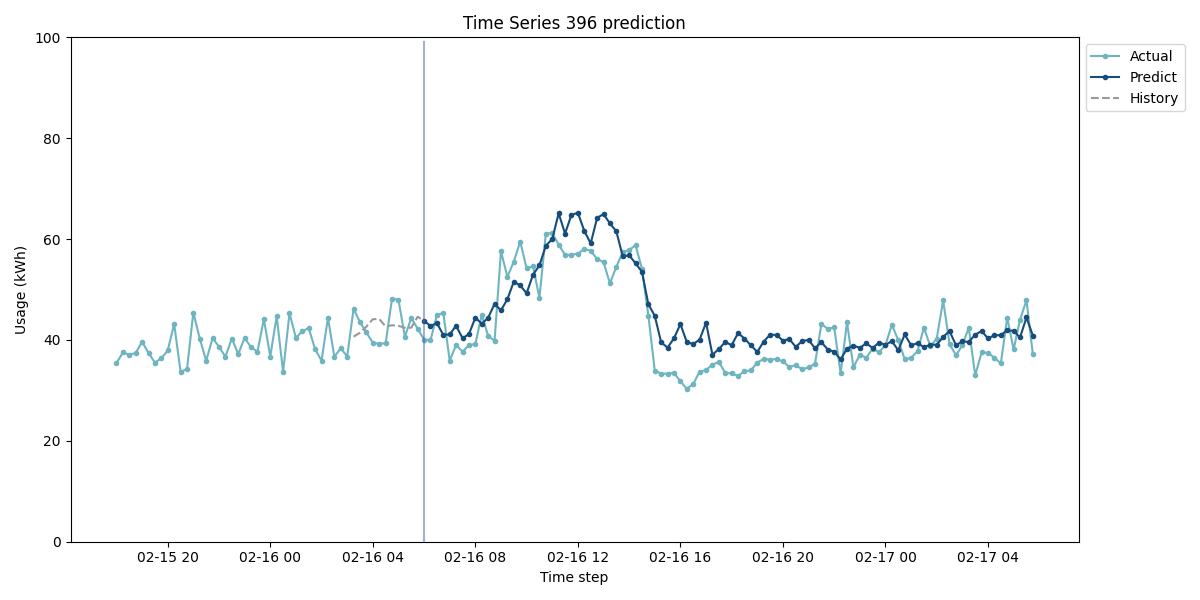 Time Series 396 prediction
100
80
60
40
20
0
Usage (kWh)
02-15 20
02-16 00
02-16 04
02-16 08
02-16 12
02-16 16
02-16 20
02-17 00
02-17 04
Time step
Actual
Predict
History